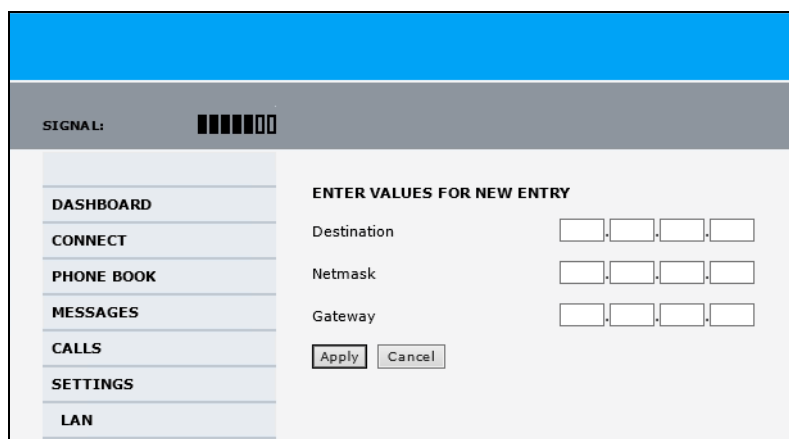 SIGNAL:
DASHBOARD
CONNECT
PHONE BOOK
MESSAGES
CALLS
SETTINGS
LAN
ENTER VALUES FOR NEW ENTRY
Destination . . .
Netmask . . .
Gateway . . .
Apply Cancel